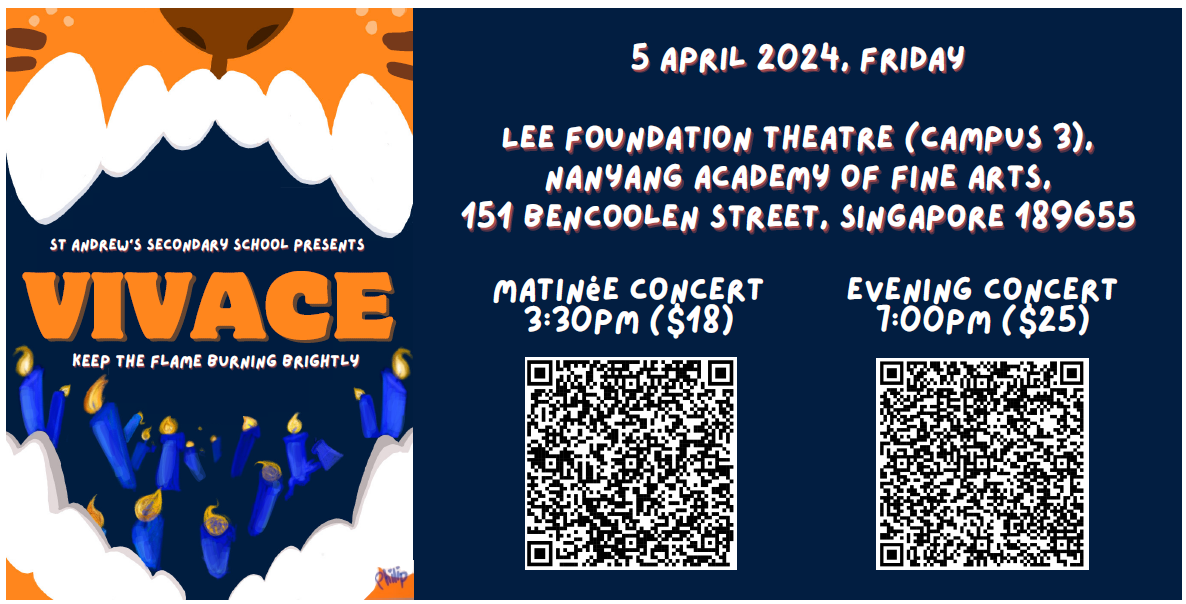 ST ANDREW'S SECONDARY SCHOOL PRESENTS
VIVACE
KEEP THE FLAME BURNING BRIGHTLY
Philip
5 APRIL 2024, FRIDAY
LEE FOUNDATION THEATRE (CAMPUS 3),
NANYANG ACADEMY OF FINE ARTS,
151 BENCOOLEN STREET, SINGAPORE 189655
MATINéE CONCERT
3:30PM ($18)
EVENING CONCERT
7:00PM ($25)